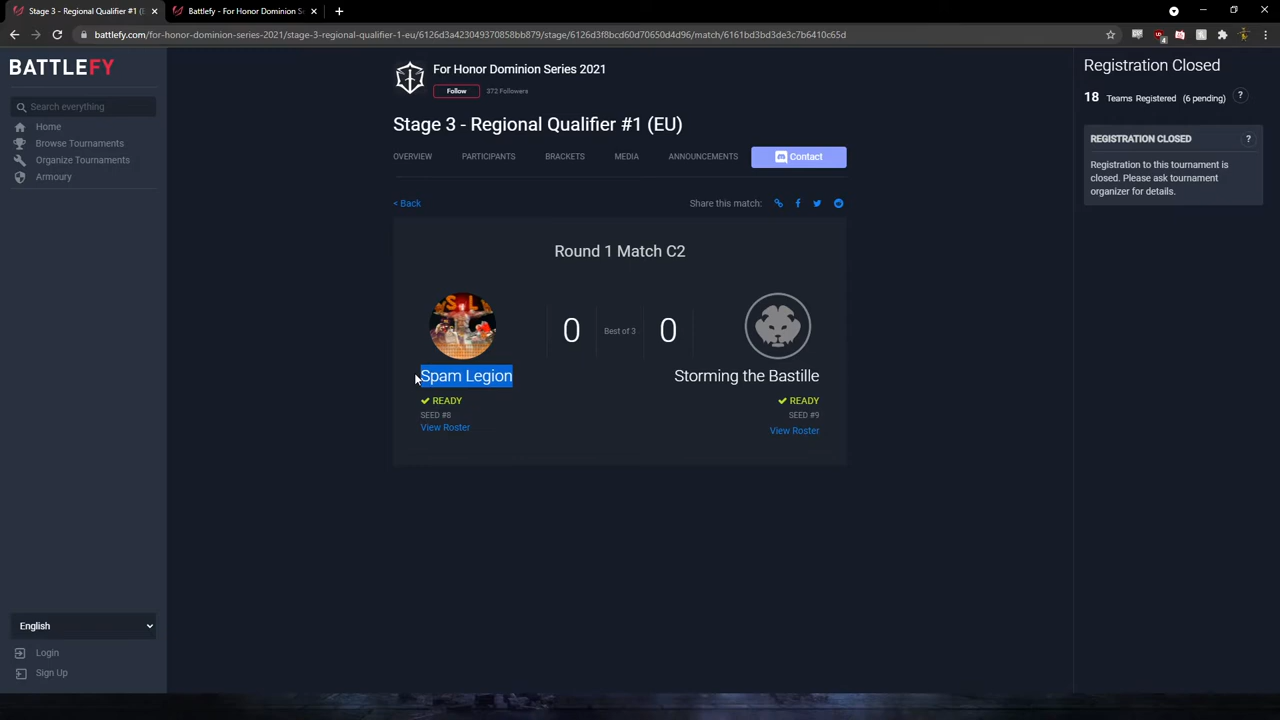 Stage 3 - Regional Qualifier #1 (E
Battlefy - For Honor Dominion Se
battlefy.com/for-honor-dominion-series-2021/stage-3-regional-qualifier-1-eu/6126d3a423049370858bb879/stage/6126d3f8bcd60d70650d4d96/match/6161bd3bd3de3c7b6410c65d
BATTLEFY
Search everything
Home
Browse Tournaments
Organize Tournaments
Armoury
For Honor Dominion Series 2021
Follow
372 Followers
Stage 3 - Regional Qualifier #1 (EU)
OVERVIEW
PARTICIPANTS
BRACKETS
MEDIA
ANNOUNCEMENTS
Contact
< Back
Share this match:
Round 1 Match C2
0
Best of 3
0
Spam Legion
Storming the Bastille
READY
READY
SEED #8
SEED #9
View Roster
View Roster
Registration Closed
18 Teams Registered (6 pending)
?
REGISTRATION CLOSED
?
Registration to this tournament is
closed. Please ask tournament
organizer for details.
English
Login
Sign Up